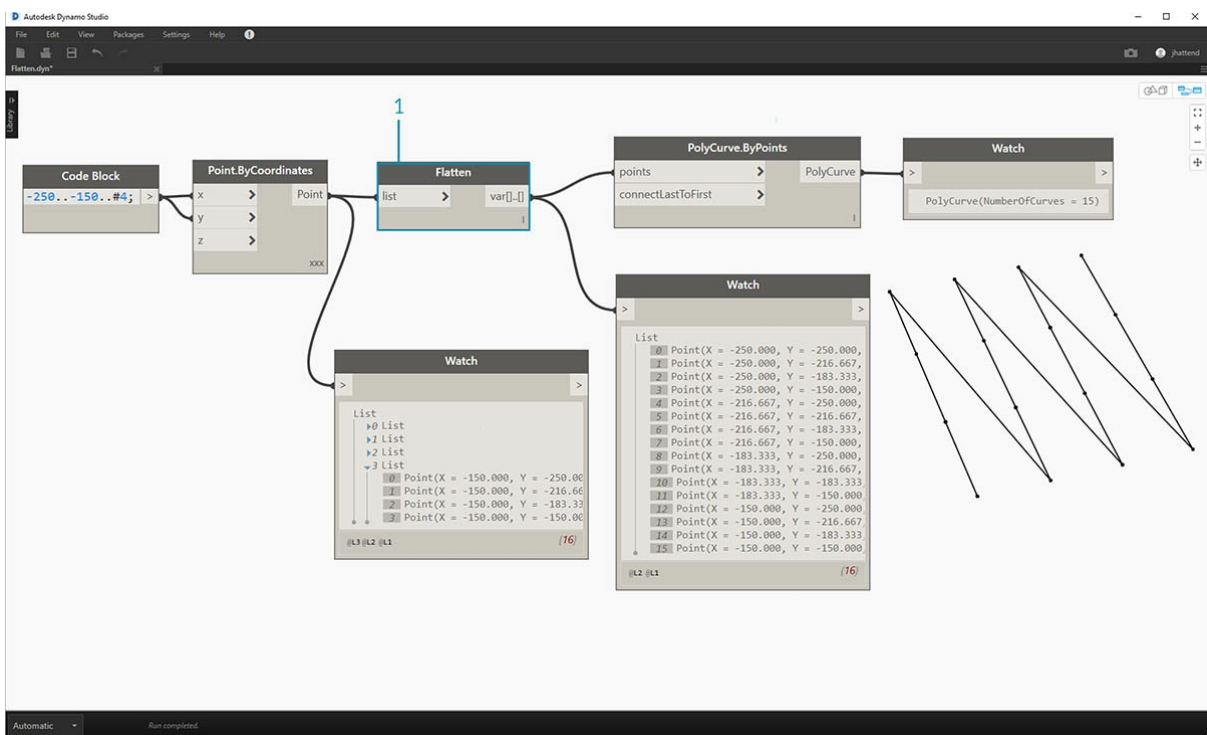 Autodesk Dynamo Studio
File Edit View Packages Settings Help
jhattend
Flatten.dyn*
Library
1
Code Block
-250..-150..#4; >
Point.ByCoordinates
x > Point
y >
z >
xxx
Flatten
list > var[]..[]
PolyCurve.ByPoints
points > PolyCurve
connectLastToFirst >
Watch
> >
PolyCurve(NumberOfCurves = 15)
Watch
> >
List
0 List
1 List
2 List
3 List
0 Point(X = -150.000, Y = -250.00
1 Point(X = -150.000, Y = -216.66
2 Point(X = -150.000, Y = -183.33
3 Point(X = -150.000, Y = -150.00
@L3 @L2 @L1 {16}
Watch
> >
List
0 Point(X = -250.000, Y = -250.000,
1 Point(X = -250.000, Y = -216.667,
2 Point(X = -250.000, Y = -183.333,
3 Point(X = -250.000, Y = -150.000,
4 Point(X = -216.667, Y = -250.000,
5 Point(X = -216.667, Y = -216.667,
6 Point(X = -216.667, Y = -183.333,
7 Point(X = -216.667, Y = -150.000,
8 Point(X = -183.333, Y = -250.000,
9 Point(X = -183.333, Y = -216.667,
10 Point(X = -183.333, Y = -183.333,
11 Point(X = -183.333, Y = -150.000,
12 Point(X = -150.000, Y = -250.000,
13 Point(X = -150.000, Y = -216.667,
14 Point(X = -150.000, Y = -183.333,
15 Point(X = -150.000, Y = -150.000,
@L2 @L1 {16}
Automatic Run completed.